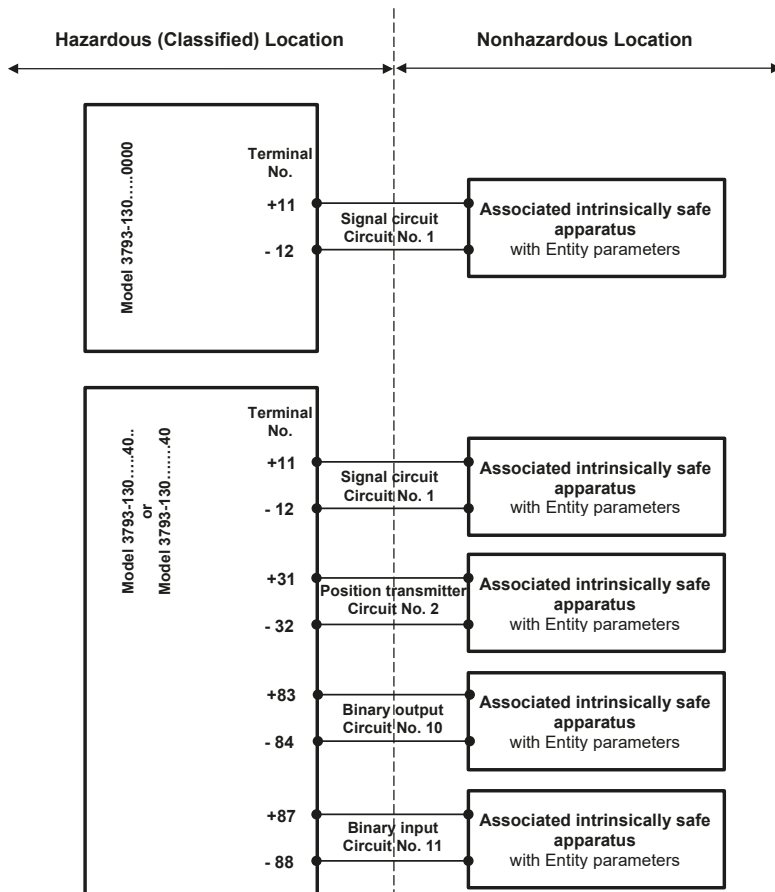 Hazardous (Classified) Location
Nonhazardous Location
Model 3793-130.....0000
Terminal
No.
+11
- 12
Signal circuit
Circuit No. 1
Associated intrinsically safe
apparatus
with Entity parameters
Model 3793-130.....40..
or
Model 3793-130........40
Terminal
No.
+11
- 12
Signal circuit
Circuit No. 1
Associated intrinsically safe
apparatus
with Entity parameters
+31
- 32
Position transmitter
Circuit No. 2
Associated intrinsically safe
apparatus
with Entity parameters
+83
- 84
Binary output
Circuit No. 10
Associated intrinsically safe
apparatus
with Entity parameters
+87
- 88
Binary input
Circuit No. 11
Associated intrinsically safe
apparatus
with Entity parameters